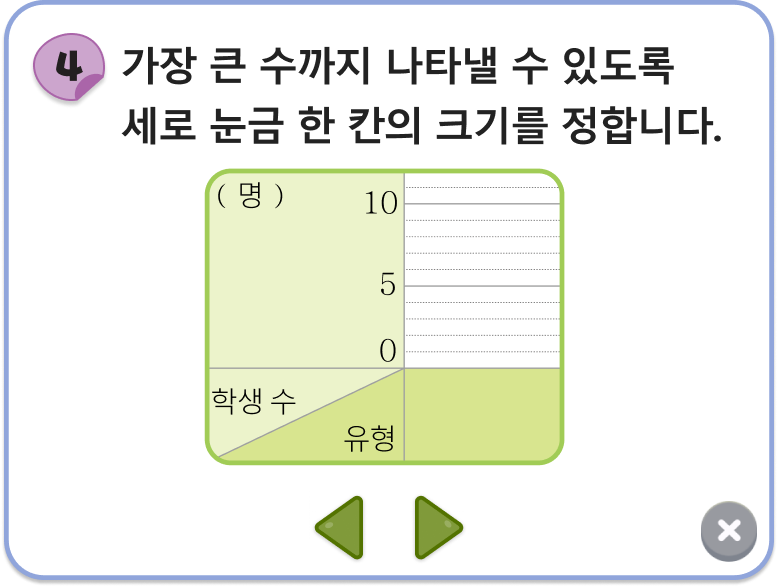 4
가장 큰 수까지 나타낼 수 있도록
세로 눈금 한 칸의 크기를 정합니다.
( 명 )
10
5
0
학생 수
유형